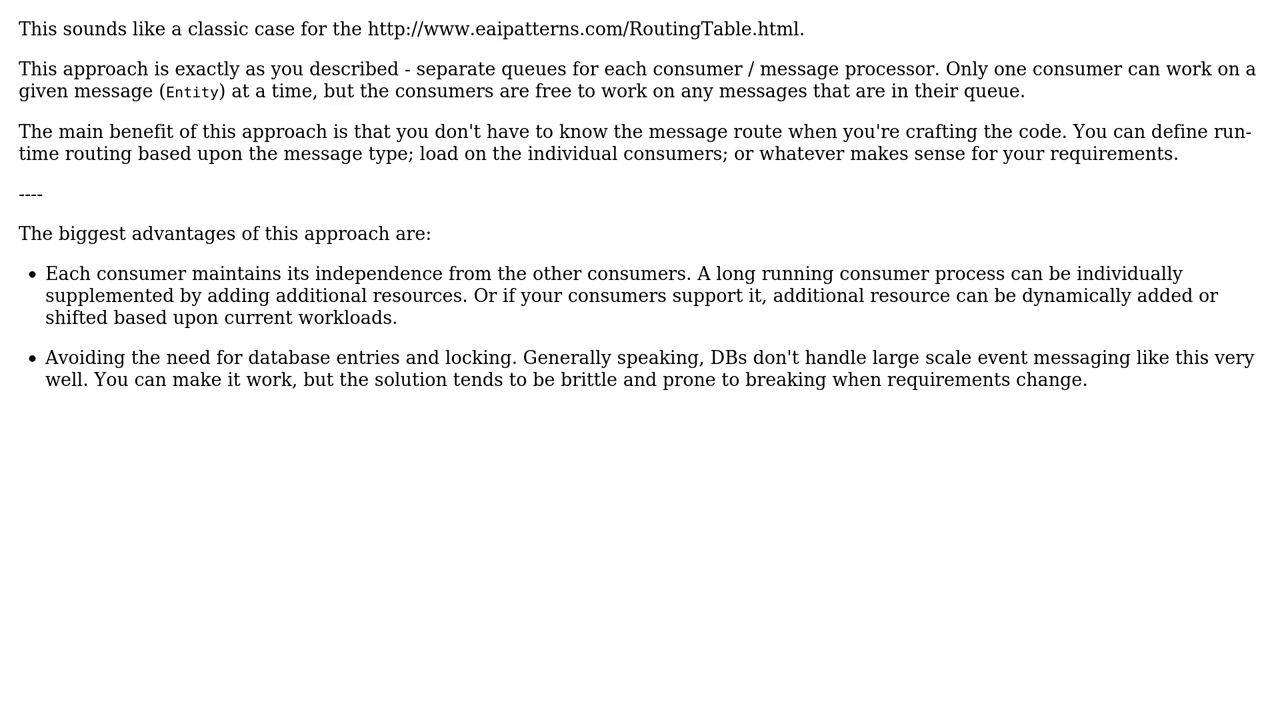 This sounds like a classic case for the http://www.eaipatterns.com/RoutingTable.html.
This approach is exactly as you described - separate queues for each consumer / message processor. Only one consumer can work on a
given message (Entity) at a time, but the consumers are free to work on any messages that are in their queue.
The main benefit of this approach is that you don't have to know the message route when you're crafting the code. You can define run-
time routing based upon the message type; load on the individual consumers; or whatever makes sense for your requirements.
----
The biggest advantages of this approach are:
• Each consumer maintains its independence from the other consumers. A long running consumer process can be individually
supplemented by adding additional resources. Or if your consumers support it, additional resource can be dynamically added or
shifted based upon current workloads.
• Avoiding the need for database entries and locking. Generally speaking, DBs don't handle large scale event messaging like this very
well. You can make it work, but the solution tends to be brittle and prone to breaking when requirements change.